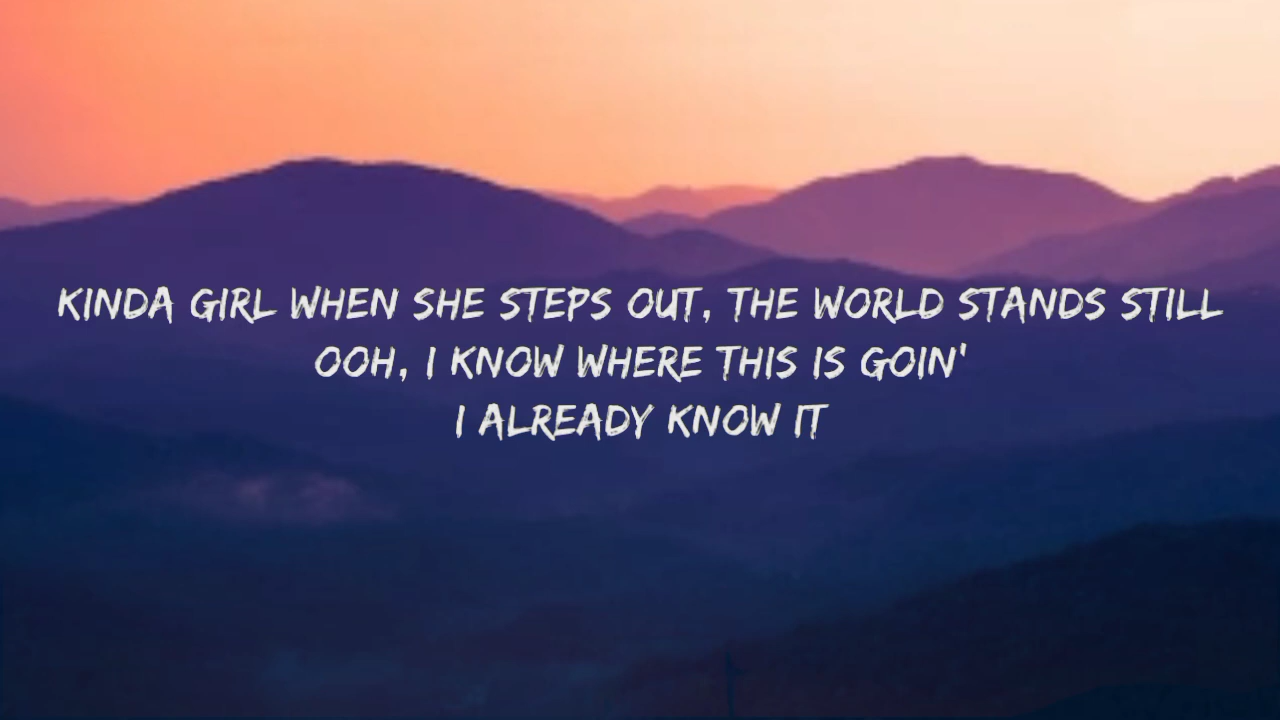 KINDA GIRL WHEN SHE STEPS OUT, THE WORLD STANDS STILL
OOH, I KNOW WHERE THIS IS GOIN'
I ALREADY KNOW IT